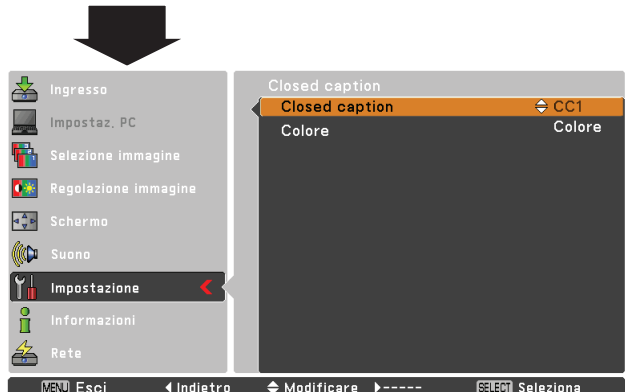 Ingresso
Impostaz. PC
Selezione immagine
Regolazione immagine
Schermo
Suono
Impostazione
Informazioni
Rete
Closed caption
Closed caption CC1
Colore Colore
MENU Esci Indietro Modificare ----- SELECT Seleziona